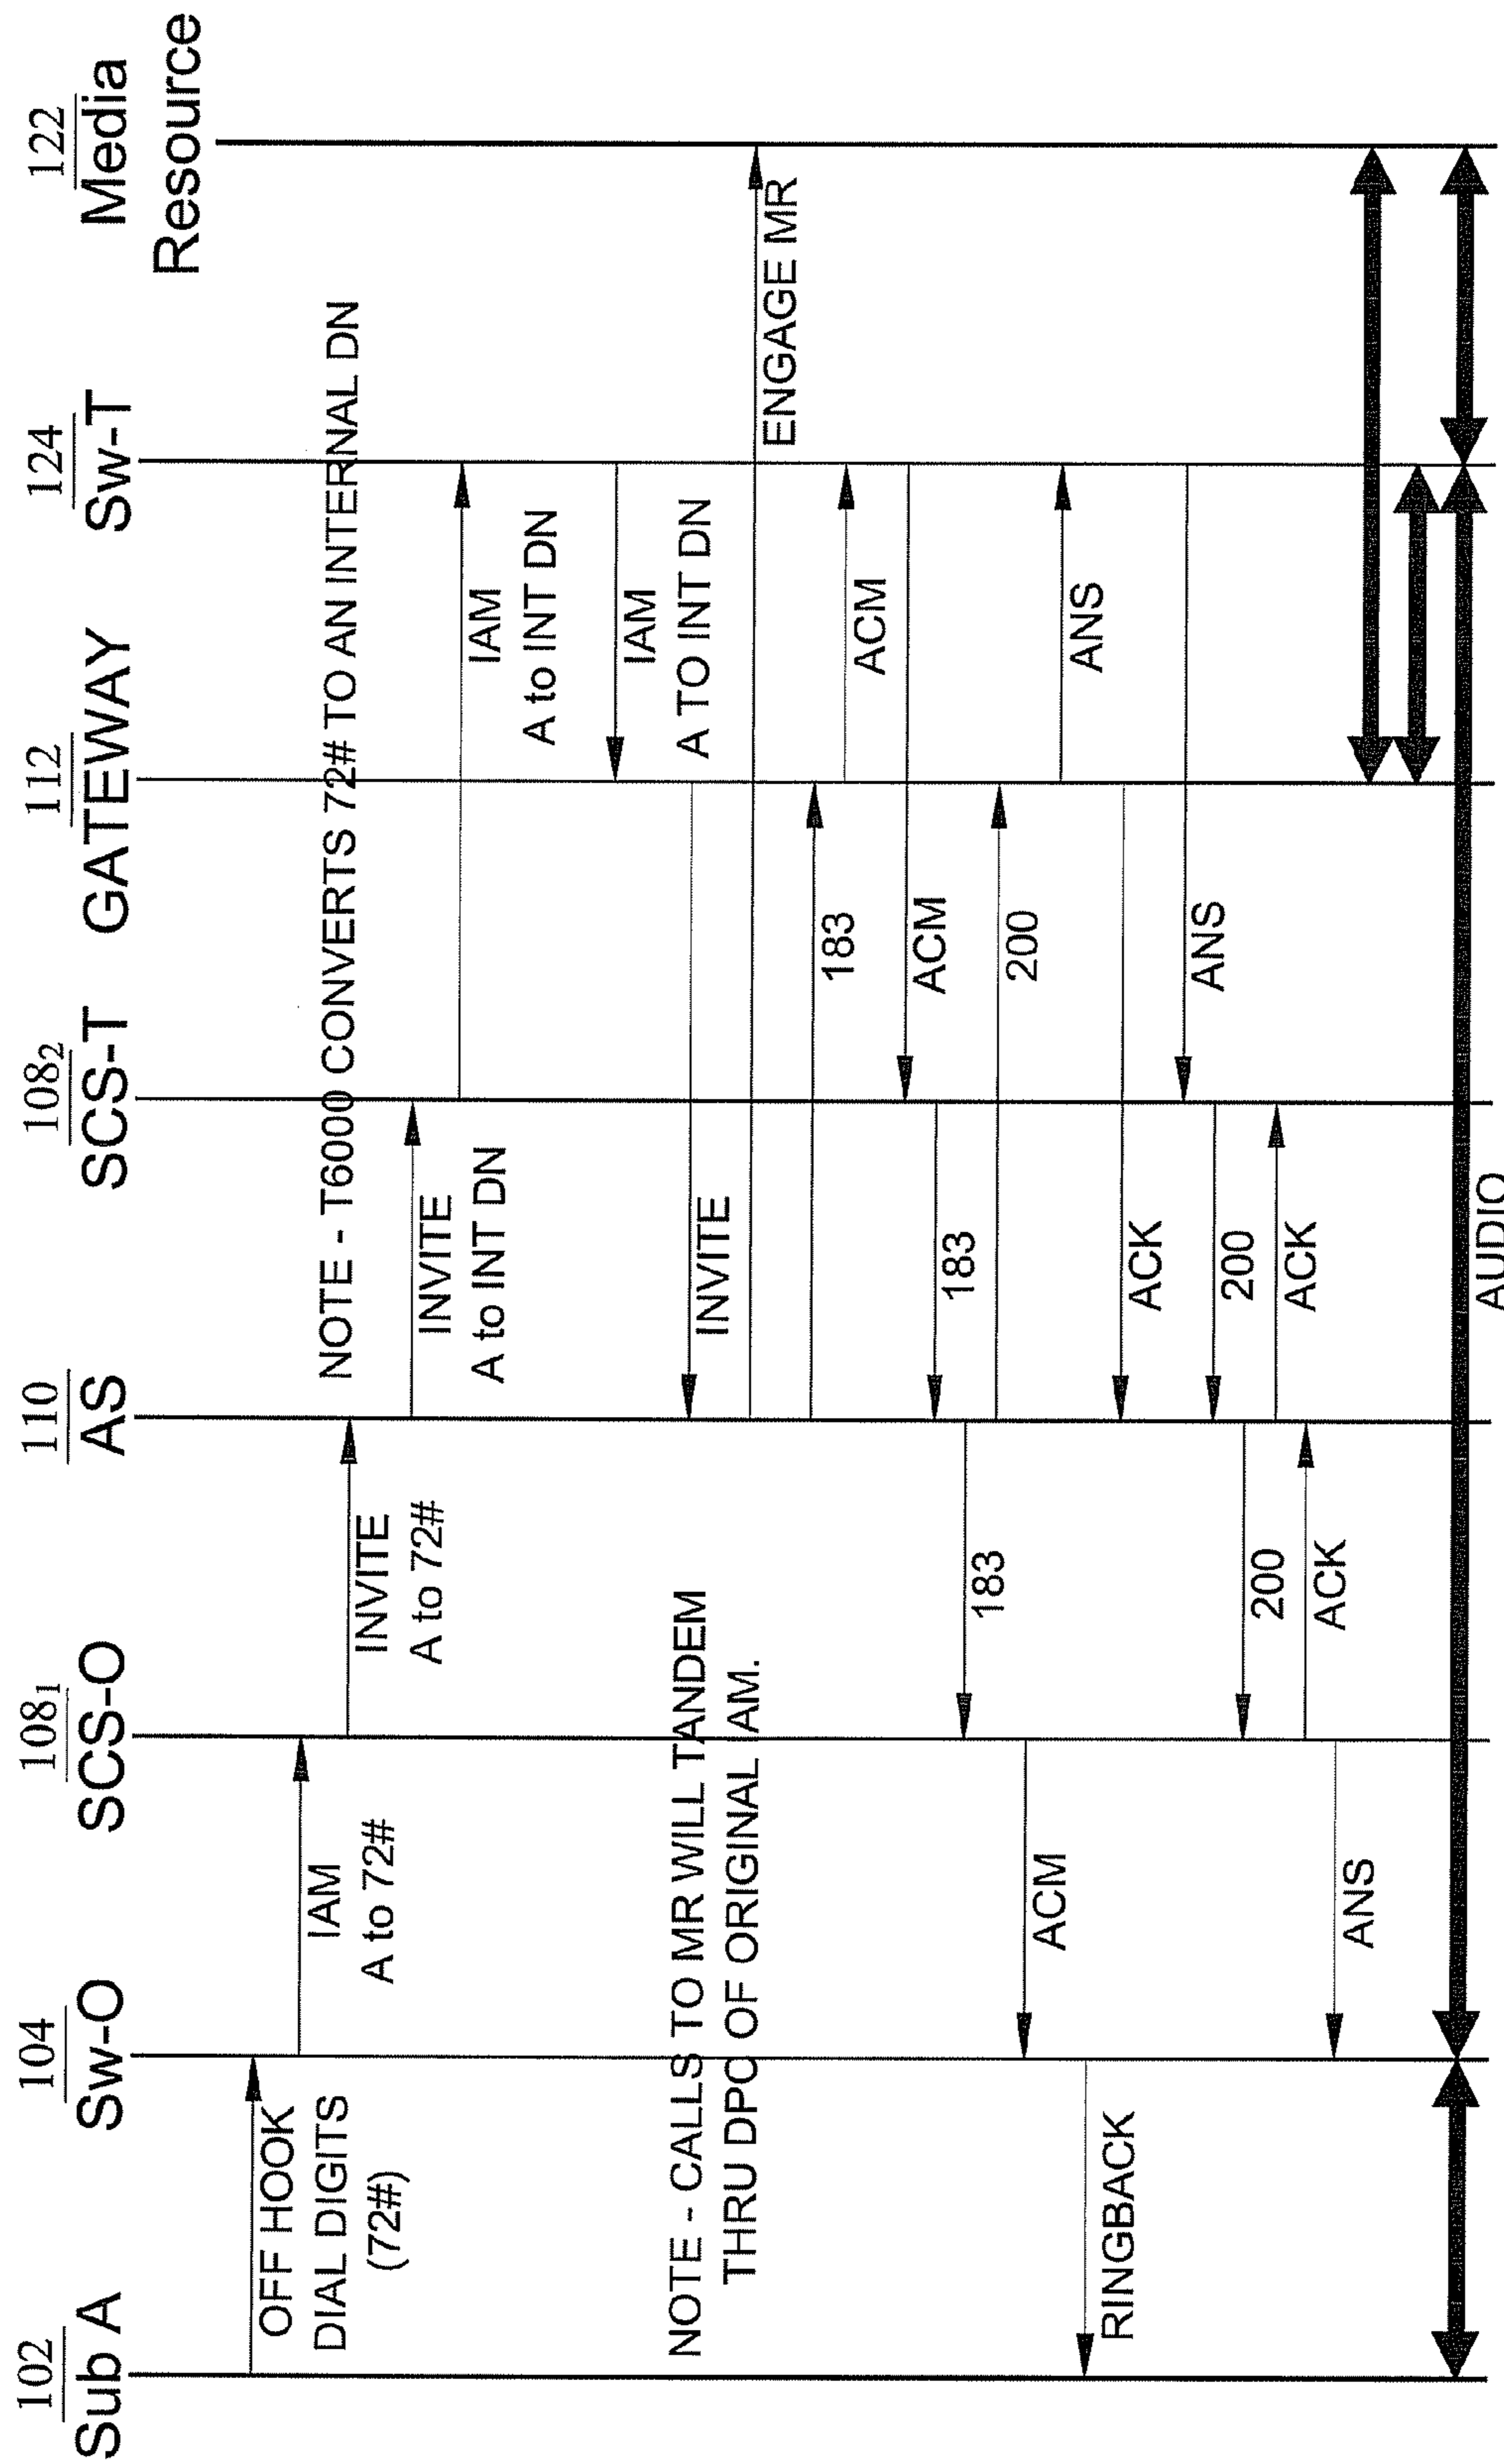 102
Sub A
104
Sw-O
108₁
SCS-O
110
AS
108₂
SCS-T
112
GATEWAY
124
Sw-T
122
Media
Resource
OFF HOOK
DIAL DIGITS
(72#)
IAM
A to 72#
INVITE
A to 72#
NOTE - T6000 CONVERTS 72# TO AN INTERNAL DN
INVITE
A to INT DN
IAM
A to INT DN
IAM
A TO INT DN
NOTE - CALLS TO MR WILL TANDEM
THRU DPC OF ORIGINAL IAM.
INVITE
ENGAGE MR
183
ACM
ACM
183
183
200
ACM
ANS
RINGBACK
ACK
ANS
200
200
ACK
ACK
ANS
AUDIO